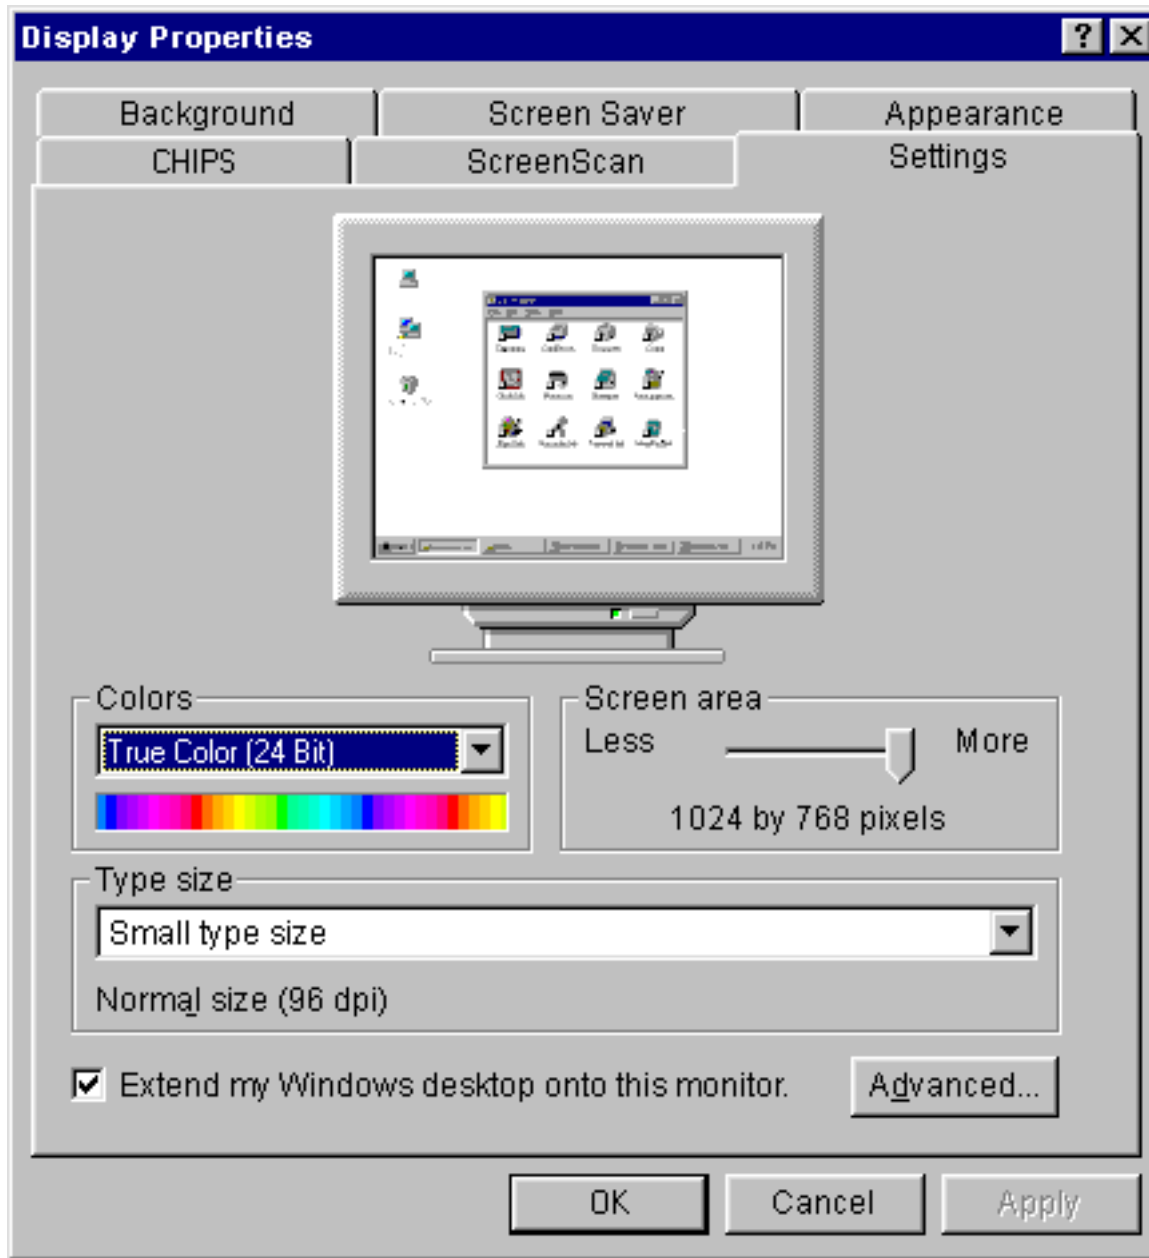 Display Properties
Background Screen Saver Appearance
CHIPS ScreenScan Settings
Colors
True Color (24 Bit)
Screen area
Less More
1024 by 768 pixels
Type size
Small type size
Normal size (96 dpi)
Extend my Windows desktop onto this monitor.
Advanced...
OK Cancel Apply